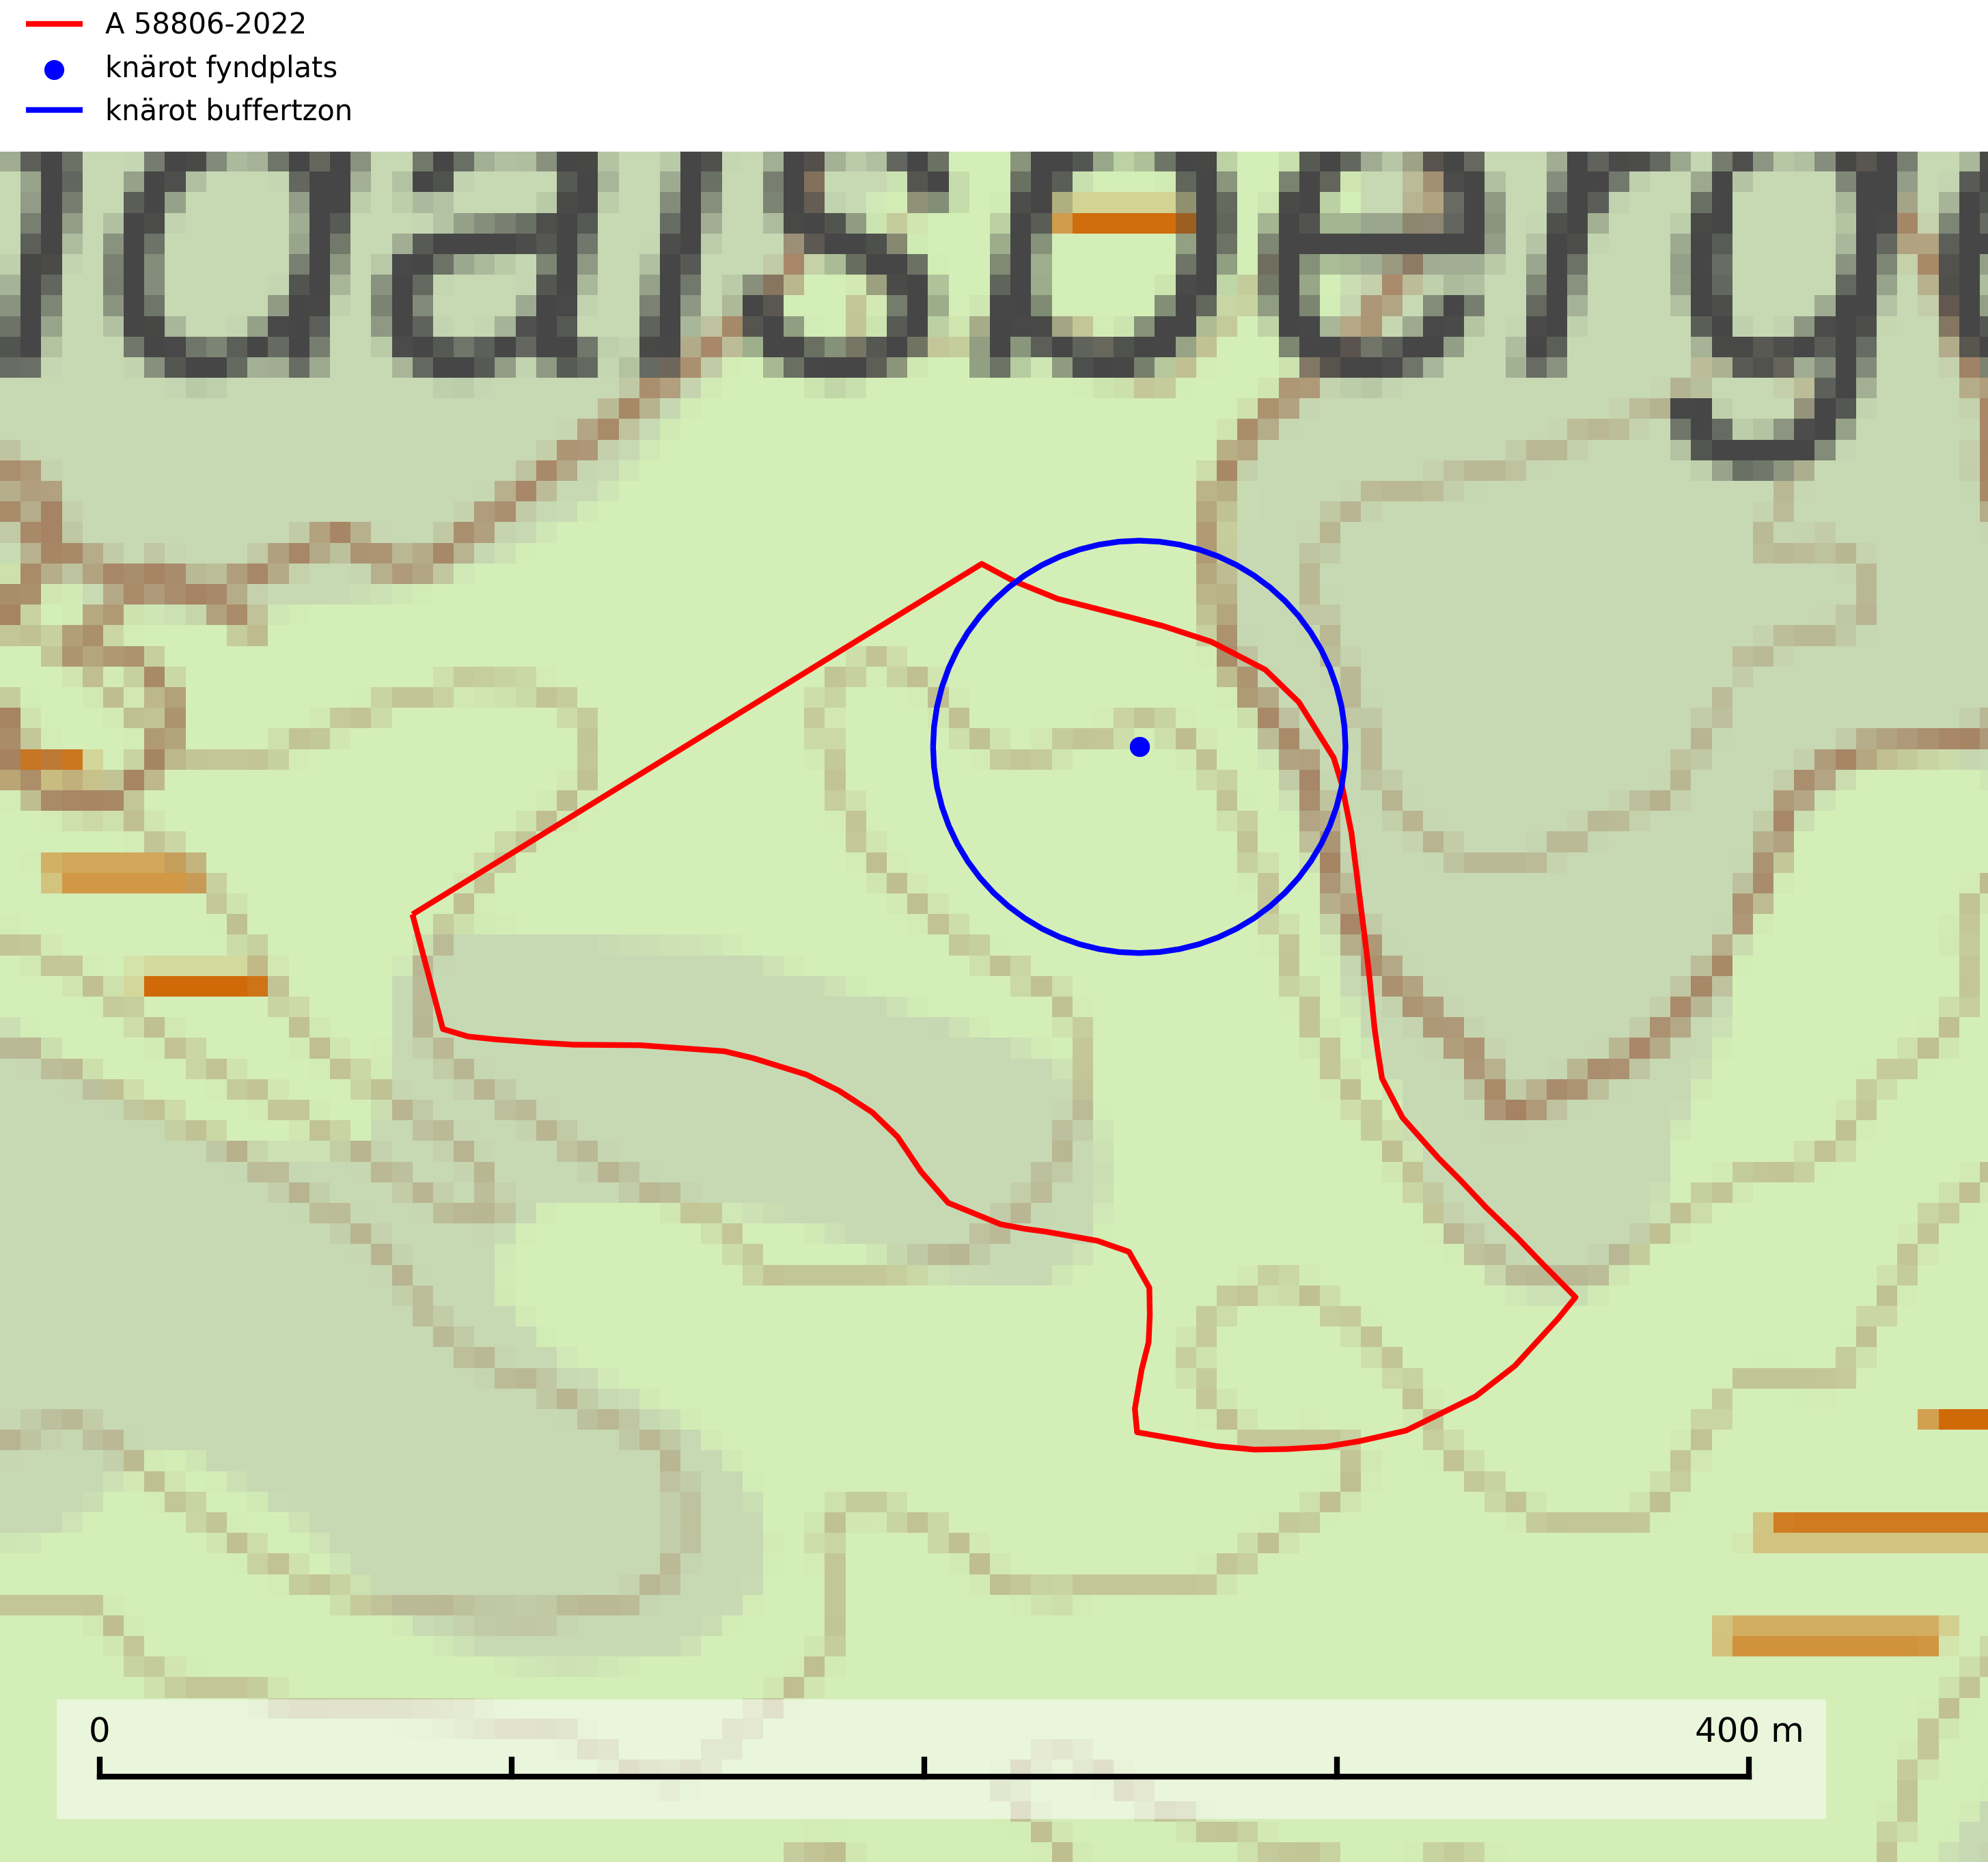 A 58806-2022
knärot fyndplats
knärot buffertzon
0 400 m